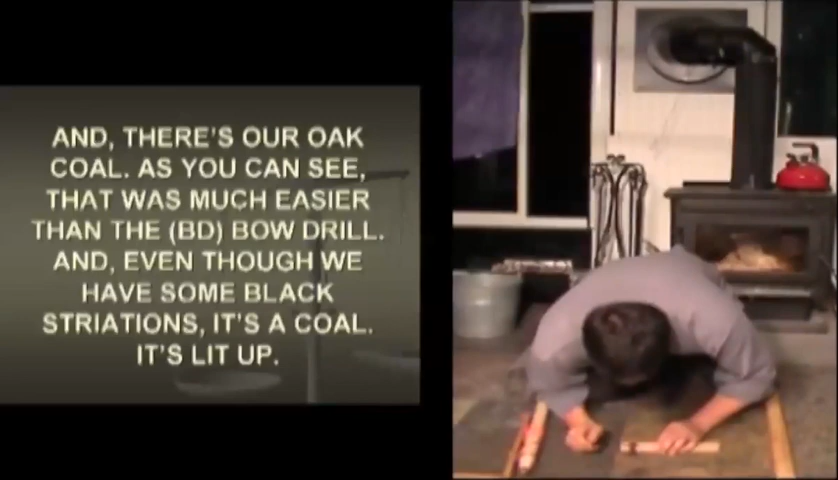 AND, THERE'S OUR OAK
COAL. AS YOU CAN SEE,
THAT WAS MUCH EASIER
THAN THE (BD) BOW DRILL.
AND, EVEN THOUGH WE
HAVE SOME BLACK
STRIATIONS, IT'S A COAL.
IT'S LIT UP.